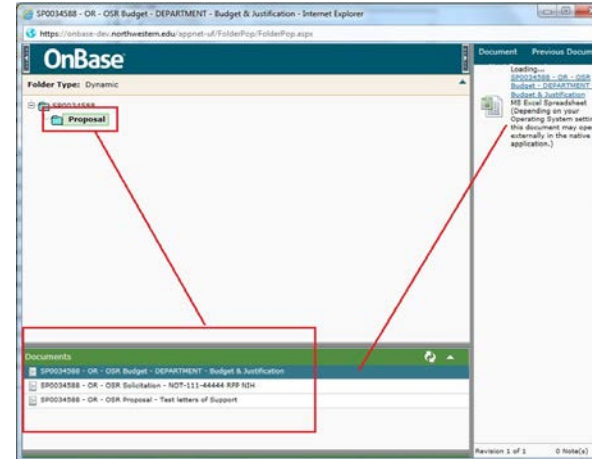 SP0034588 - OR - OSR Budget - DEPARTMENT - Budget & Justification - Internet Explorer
https://onbase-dev.northwestern.edu/appnet-uf/FolderPop/FolderPop.aspx
OnBase
Document Previous Docum
Folder Type: Dynamic
SP0034588
Proposal
Loading...
SP0034588 - OR - OSR
Budget - DEPARTMENT
Budget & Justification
MS Excel Spreadsheet
(Depending on your
Operating System settin
this document may ope
externally in the native
application.)
Documents
SP0034588 - OR - OSR Budget - DEPARTMENT - Budget & Justification
SP0034588 - OR - OSR Solicitation - NOT-111-44444 RFP NIH
SP0034588 - OR - OSR Proposal - Test letters of Support
Revision 1 of 1 0 Note(s)